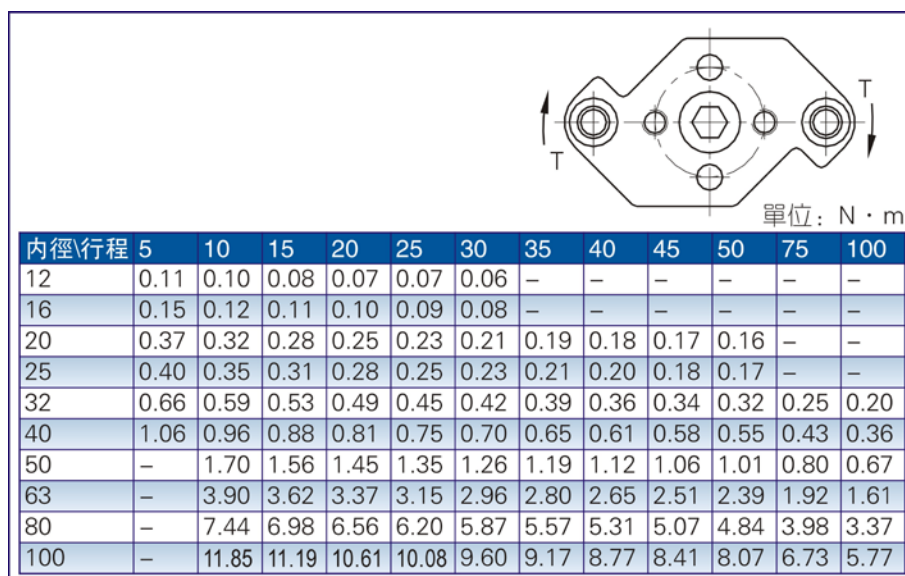 T
T
單位：N · m
内徑\行程 5 10 15 20 25 30 35 40 45 50 75 100
12 0.11 0.10 0.08 0.07 0.07 0.06 – – – – – –
16 0.15 0.12 0.11 0.10 0.09 0.08 – – – – – –
20 0.37 0.32 0.28 0.25 0.23 0.21 0.19 0.18 0.17 0.16 – –
25 0.40 0.35 0.31 0.28 0.25 0.23 0.21 0.20 0.18 0.17 – –
32 0.66 0.59 0.53 0.49 0.45 0.42 0.39 0.36 0.34 0.32 0.25 0.20
40 1.06 0.96 0.88 0.81 0.75 0.70 0.65 0.61 0.58 0.55 0.43 0.36
50 – 1.70 1.56 1.45 1.35 1.26 1.19 1.12 1.06 1.01 0.80 0.67
63 – 3.90 3.62 3.37 3.15 2.96 2.80 2.65 2.51 2.39 1.92 1.61
80 – 7.44 6.98 6.56 6.20 5.87 5.57 5.31 5.07 4.84 3.98 3.37
100 – 11.85 11.19 10.61 10.08 9.60 9.17 8.77 8.41 8.07 6.73 5.77